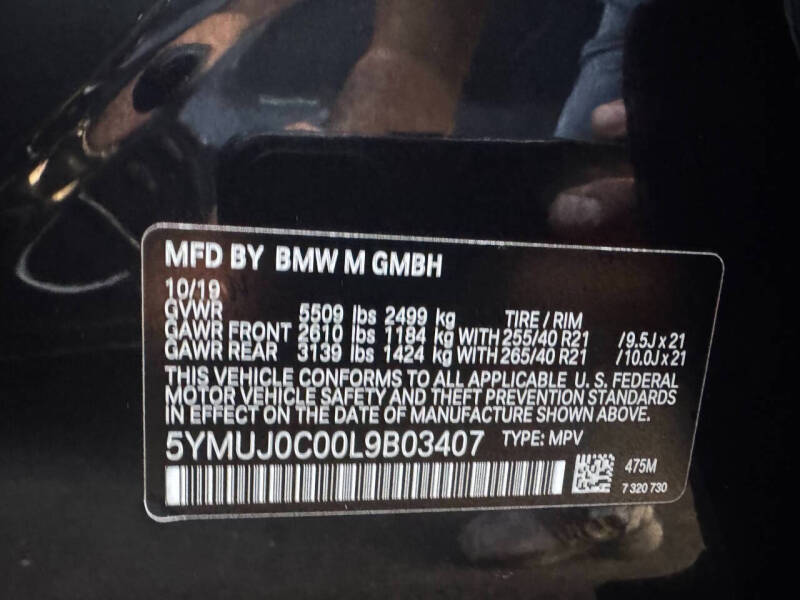 MFD BY BMW M GMBH
10/19
GVWR 5509 lbs 2499 kg TIRE / RIM
GAWR FRONT 2610 lbs 1184 kg WITH 255/40 R21 /9.5J x 21
GAWR REAR 3139 lbs 1424 kg WITH 265/40 R21 /10.0J x 21
THIS VEHICLE CONFORMS TO ALL APPLICABLE U. S. FEDERAL
MOTOR VEHICLE SAFETY AND THEFT PREVENTION STANDARDS
IN EFFECT ON THE DATE OF MANUFACTURE SHOWN ABOVE.
5YMUJ0C00L9B03407 TYPE: MPV
475M
7 320 730